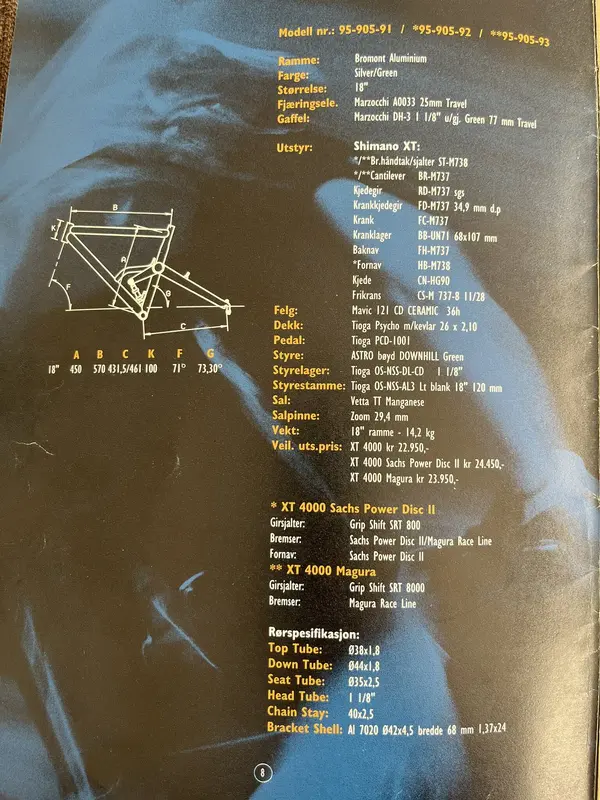 Modell nr.: 95-905-91 / *95-905-92 / **95-905-93
Ramme: Bromont Aluminium
Farge: Silver/Green
Størrelse: 18"
Fjæringsele. Marzocchi A0033 25mm Travel
Gaffel: Marzocchi DH-3 1 1/8" u/gj. Green 77 mm Travel
Utstyr: Shimano XT:
*/**Br.håndtak/sjalter ST-M738
*/**Cantilever BR-M737
Kjedegir RD-M737 sgs
Krankkjedegir FD-M737 34,9 mm d.p
Krank FC-M737
Kranklager BB-UN71 68x107 mm
Baknav FH-M737
*Fornav HB-M738
Kjede CN-HG90
Frikrans CS-M 737-8 11/28
Felg: Mavic 121 CD CERAMIC 36h
Dekk: Tioga Psycho m/kevlar 26 x 2,10
Pedal: Tioga PCD-1001
Styre: ASTRO bøyd DOWNHILL Green
Styrelager: Tioga OS-NSS-DL-CD 1 1/8"
Styrestamme: Tioga OS-NSS-AL3 Lt blank 18" 120 mm
Sal: Vetta TT Manganese
Salpinne: Zoom 29,4 mm
Vekt: 18" ramme - 14,2 kg
Veil. uts.pris: XT 4000 kr 22.950,-
XT 4000 Sachs Power Disc II kr 24.450,-
XT 4000 Magura kr 23.950,-
B
K
A
F
G
C
A B C K F G
18" 450 570 431,5/461 100 71° 73,30°
* XT 4000 Sachs Power Disc II
Girsjalter: Grip Shift SRT 800
Bremser: Sachs Power Disc II/Magura Race Line
Fornav: Sachs Power Disc II
** XT 4000 Magura
Girsjalter: Grip Shift SRT 8000
Bremser: Magura Race Line
Rørspesifikasjon:
Top Tube: Ø38x1,8
Down Tube: Ø44x1,8
Seat Tube: Ø35x2,5
Head Tube: 1 1/8"
Chain Stay: 40x2,5
Bracket Shell: Al 7020 Ø42x4,5 bredde 68 mm 1,37x24
8